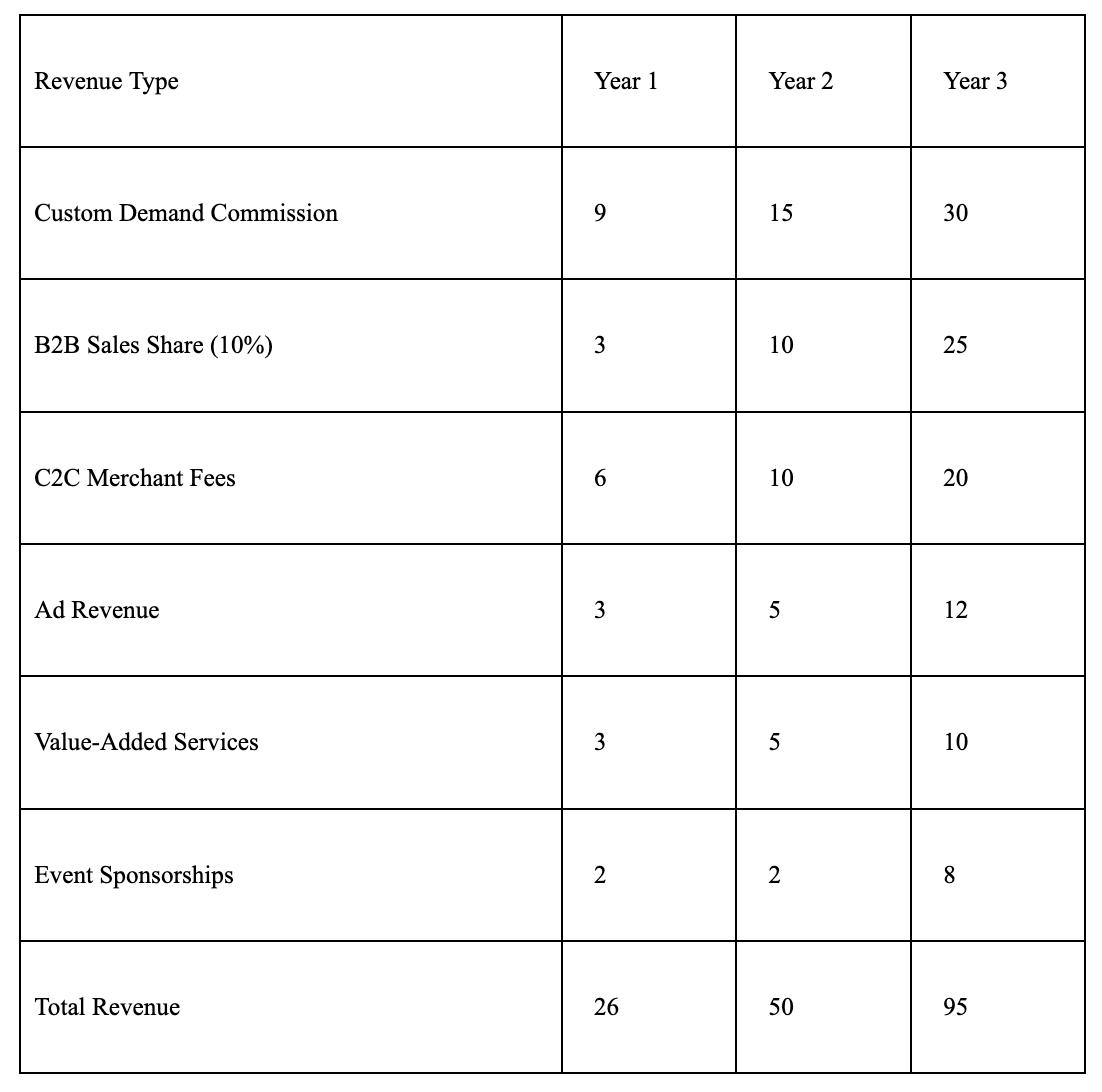 Revenue Type Year 1 Year 2 Year 3
Custom Demand Commission 9 15 30
B2B Sales Share (10%) 3 10 25
C2C Merchant Fees 6 10 20
Ad Revenue 3 5 12
Value-Added Services 3 5 10
Event Sponsorships 2 2 8
Total Revenue 26 50 95